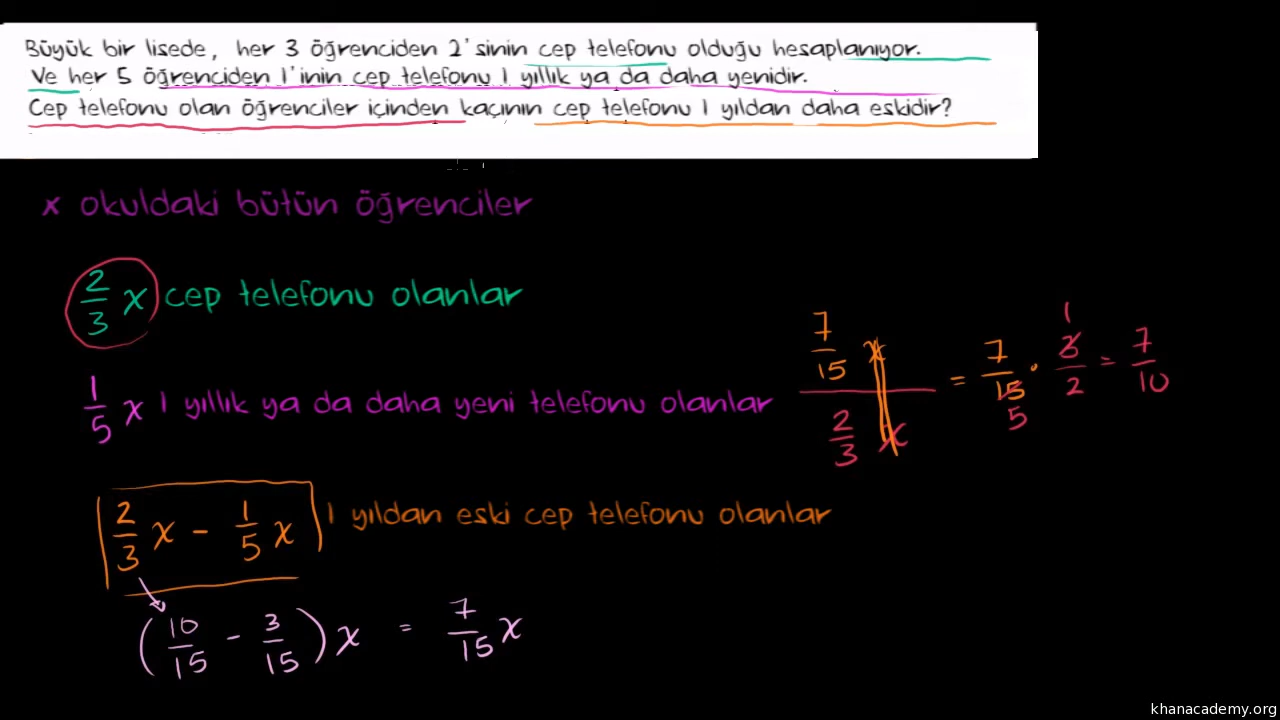 Büyük bir lisede, her 3 öğrenciden 2'sinin cep telefonu olduğu hesaplanıyor.
Ve her 5 öğrenciden 1'inin cep telefonu 1 yıllık ya da daha yenidir.
Cep telefonu olan öğrenciler içinden kaçının cep telefonu 1 yıldan daha eskidir?
x okuldaki bütün öğrenciler
2/3 x cep telefonu olanlar
1/5 x 1 yıllık ya da daha yeni telefonu olanlar
7/15 x / 2/3 x = 7/15 5 · 1 3/2 = 7/10
2/3 x - 1/5 x 1 yıldan eski cep telefonu olanlar
(10/15 - 3/15) x = 7/15 x
khanacademy.org